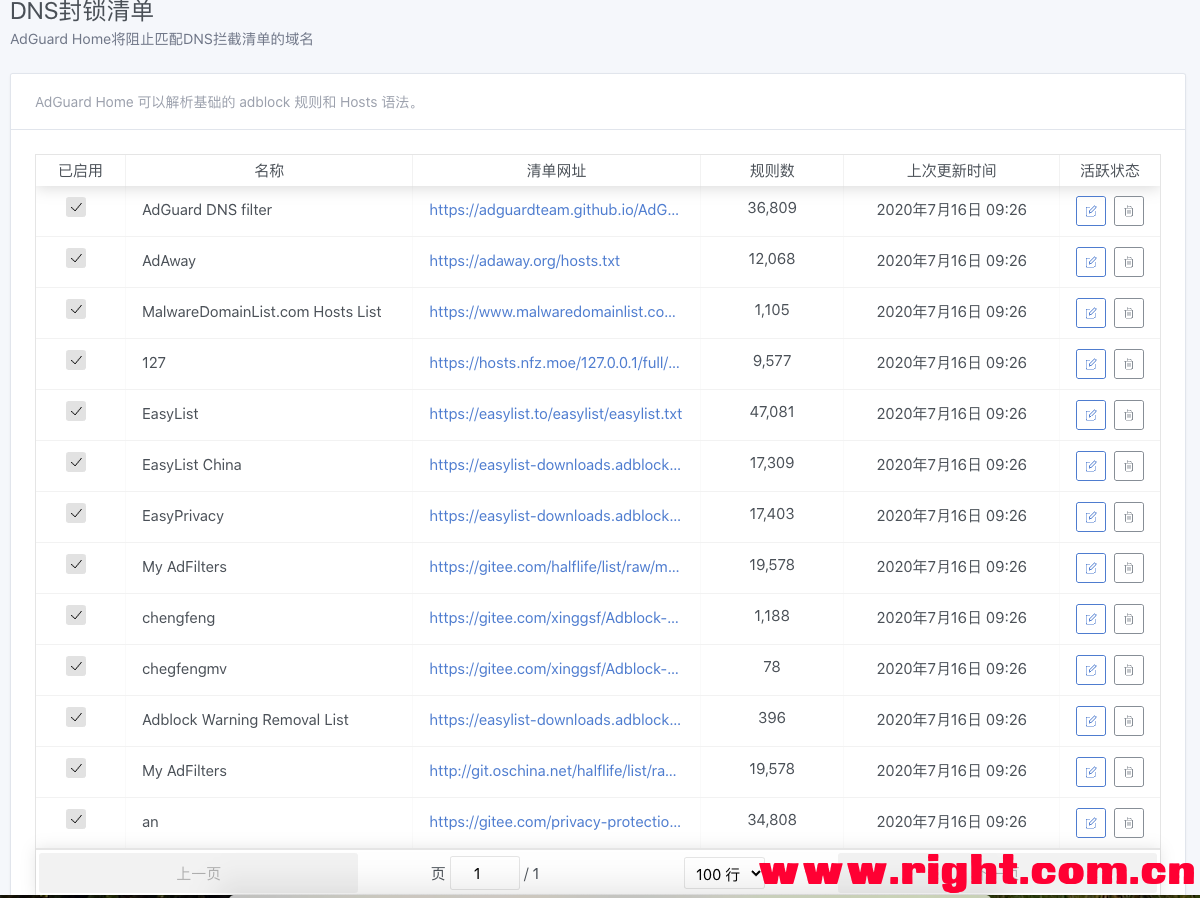 DNS封锁清单
AdGuard Home将阻止匹配DNS拦截清单的域名
AdGuard Home 可以解析基础的 adblock 规则和 Hosts 语法。
已启用 名称 清单网址 规则数 上次更新时间 活跃状态
AdGuard DNS filter https://adguardteam.github.io/AdG... 36,809 2020年7月16日 09:26
AdAway https://adaway.org/hosts.txt 12,068 2020年7月16日 09:26
MalwareDomainList.com Hosts List https://www.malwaredomainlist.co... 1,105 2020年7月16日 09:26
127 https://hosts.nfz.moe/127.0.0.1/full/... 9,577 2020年7月16日 09:26
EasyList https://easylist.to/easylist/easylist.txt 47,081 2020年7月16日 09:26
EasyList China https://easylist-downloads.adblock... 17,309 2020年7月16日 09:26
EasyPrivacy https://easylist-downloads.adblock... 17,403 2020年7月16日 09:26
My AdFilters https://gitee.com/halflife/list/raw/m... 19,578 2020年7月16日 09:26
chengfeng https://gitee.com/xinggsf/Adblock-... 1,188 2020年7月16日 09:26
chegfengmv https://gitee.com/xinggsf/Adblock-... 78 2020年7月16日 09:26
Adblock Warning Removal List https://easylist-downloads.adblock... 396 2020年7月16日 09:26
My AdFilters http://git.oschina.net/halflife/list/ra... 19,578 2020年7月16日 09:26
an https://gitee.com/privacy-protectio... 34,808 2020年7月16日 09:26
上一页 页 1 / 1 100 行
www.right.com.cn